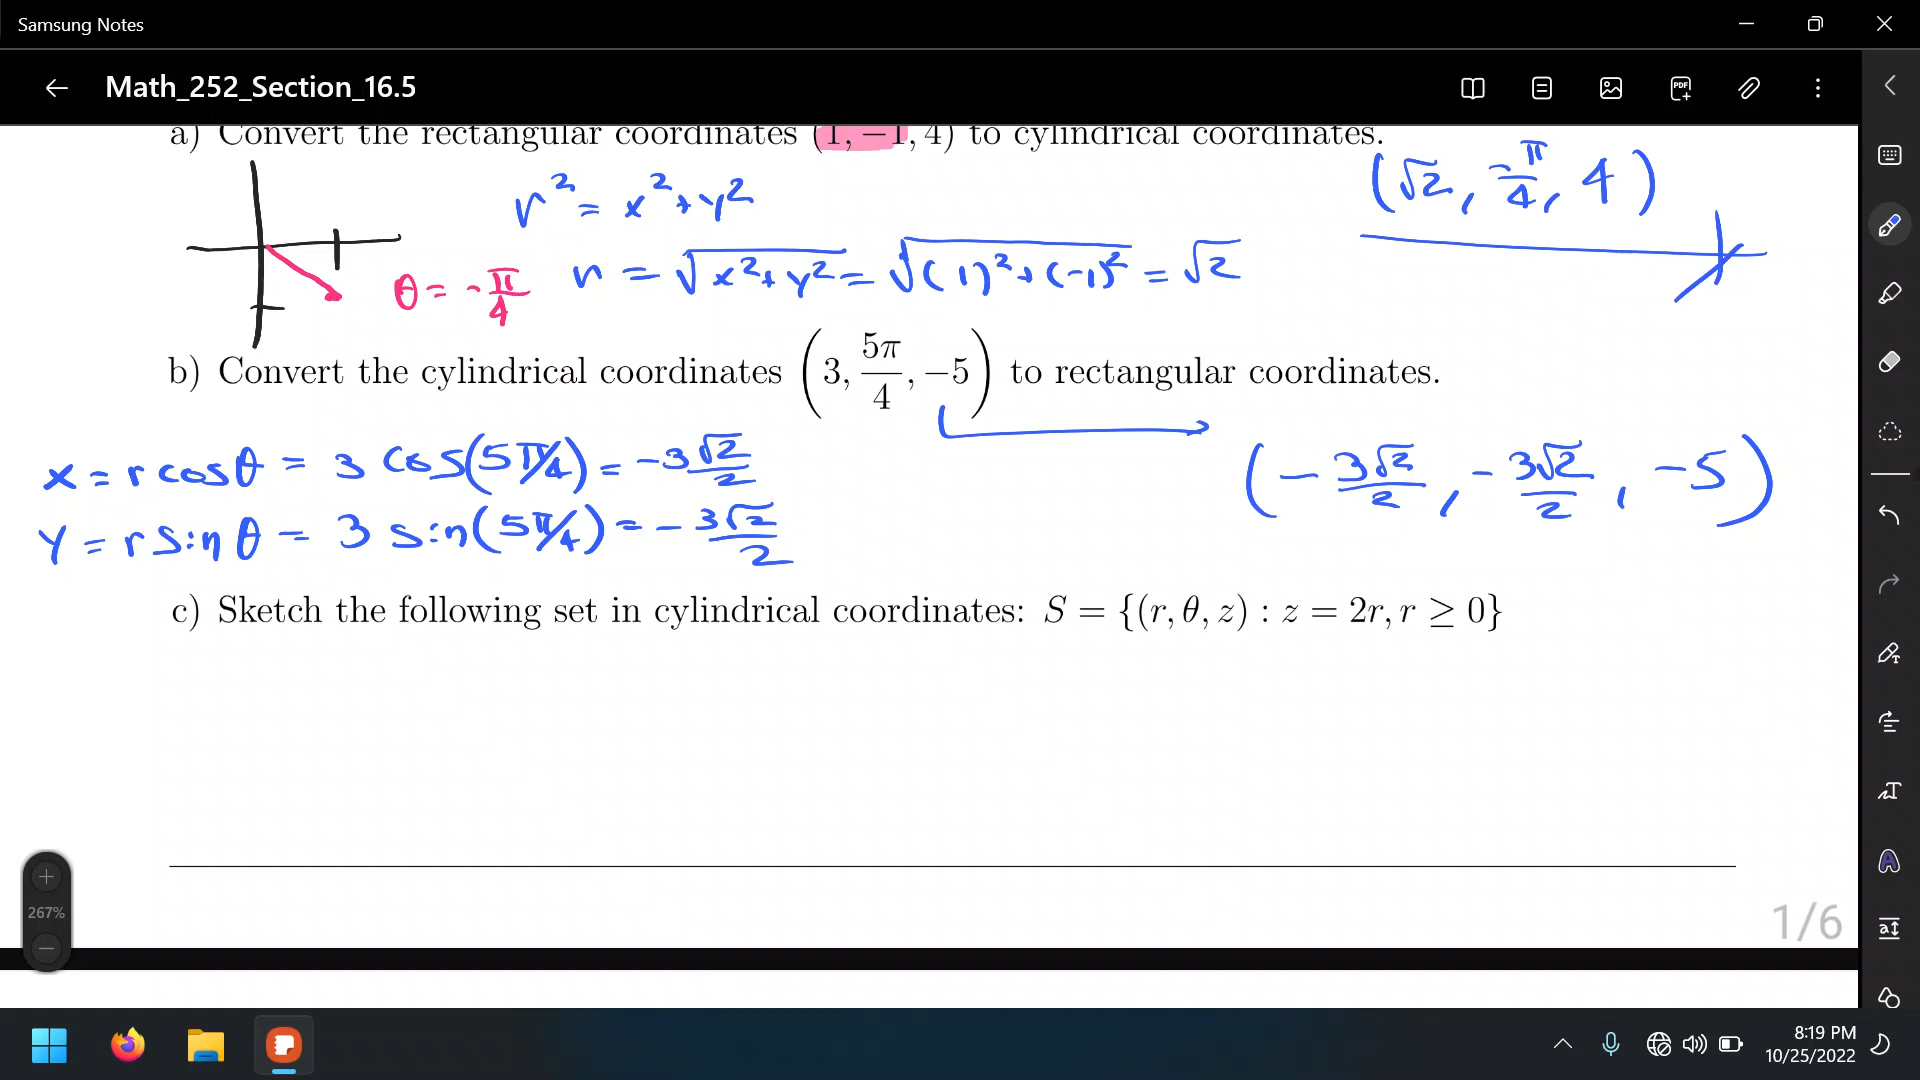 Samsung Notes
Math_252_Section_16.5
a) Convert the rectangular coordinates (1, −1, 4) to cylindrical coordinates.
r² = x² + y²
(√2, -π/4, 4)
θ = -π/4
r = √(x² + y²) = √((1)² + (-1)²) = √2
b) Convert the cylindrical coordinates (3, 5π/4, −5) to rectangular coordinates.
x = r cos θ = 3 cos(5π/4) = -3√2/2
(-3√2/2, -3√2/2, -5)
y = r sin θ = 3 sin(5π/4) = -3√2/2
c) Sketch the following set in cylindrical coordinates: S = {(r, θ, z) : z = 2r, r ≥ 0}
267%
1/6
8:19 PM
10/25/2022